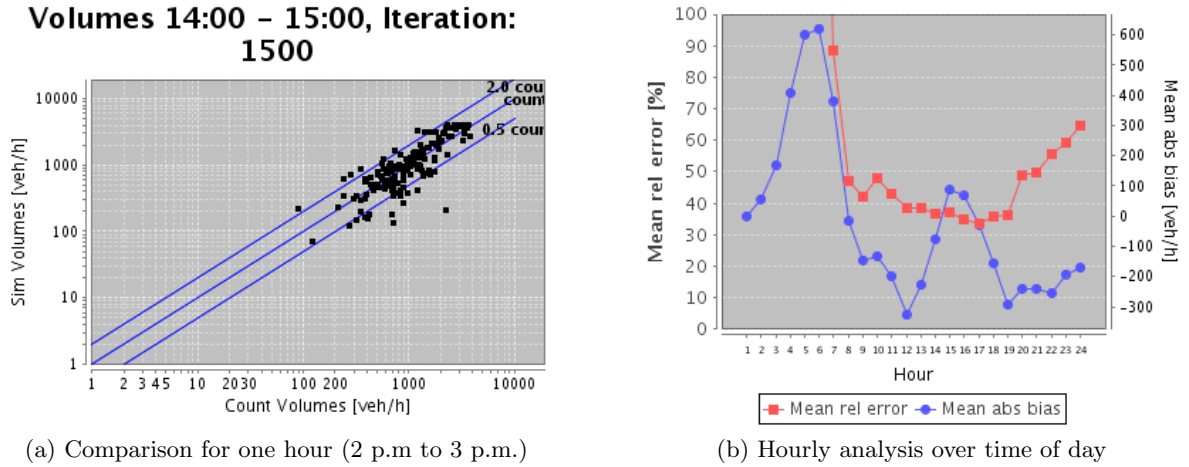 Volumes 14:00 – 15:00, Iteration:
1500
Sim Volumes [veh/h]
10000
1000
100
10
1
2.0 coun
count
0.5 coun
1 2 3 4 5 10 20 30 100 200 1000 10000
Count Volumes [veh/h]
(a) Comparison for one hour (2 p.m to 3 p.m.)
Mean rel error [%]
100
90
80
70
60
50
40
30
20
10
0
600
500
400
300
200
100
0
-100
-200
-300
Mean abs bias [veh/h]
1 2 3 4 5 6 7 8 9 10 11 12 13 14 15 16 17 18 19 20 21 22 23 24
Hour
Mean rel error Mean abs bias
(b) Hourly analysis over time of day